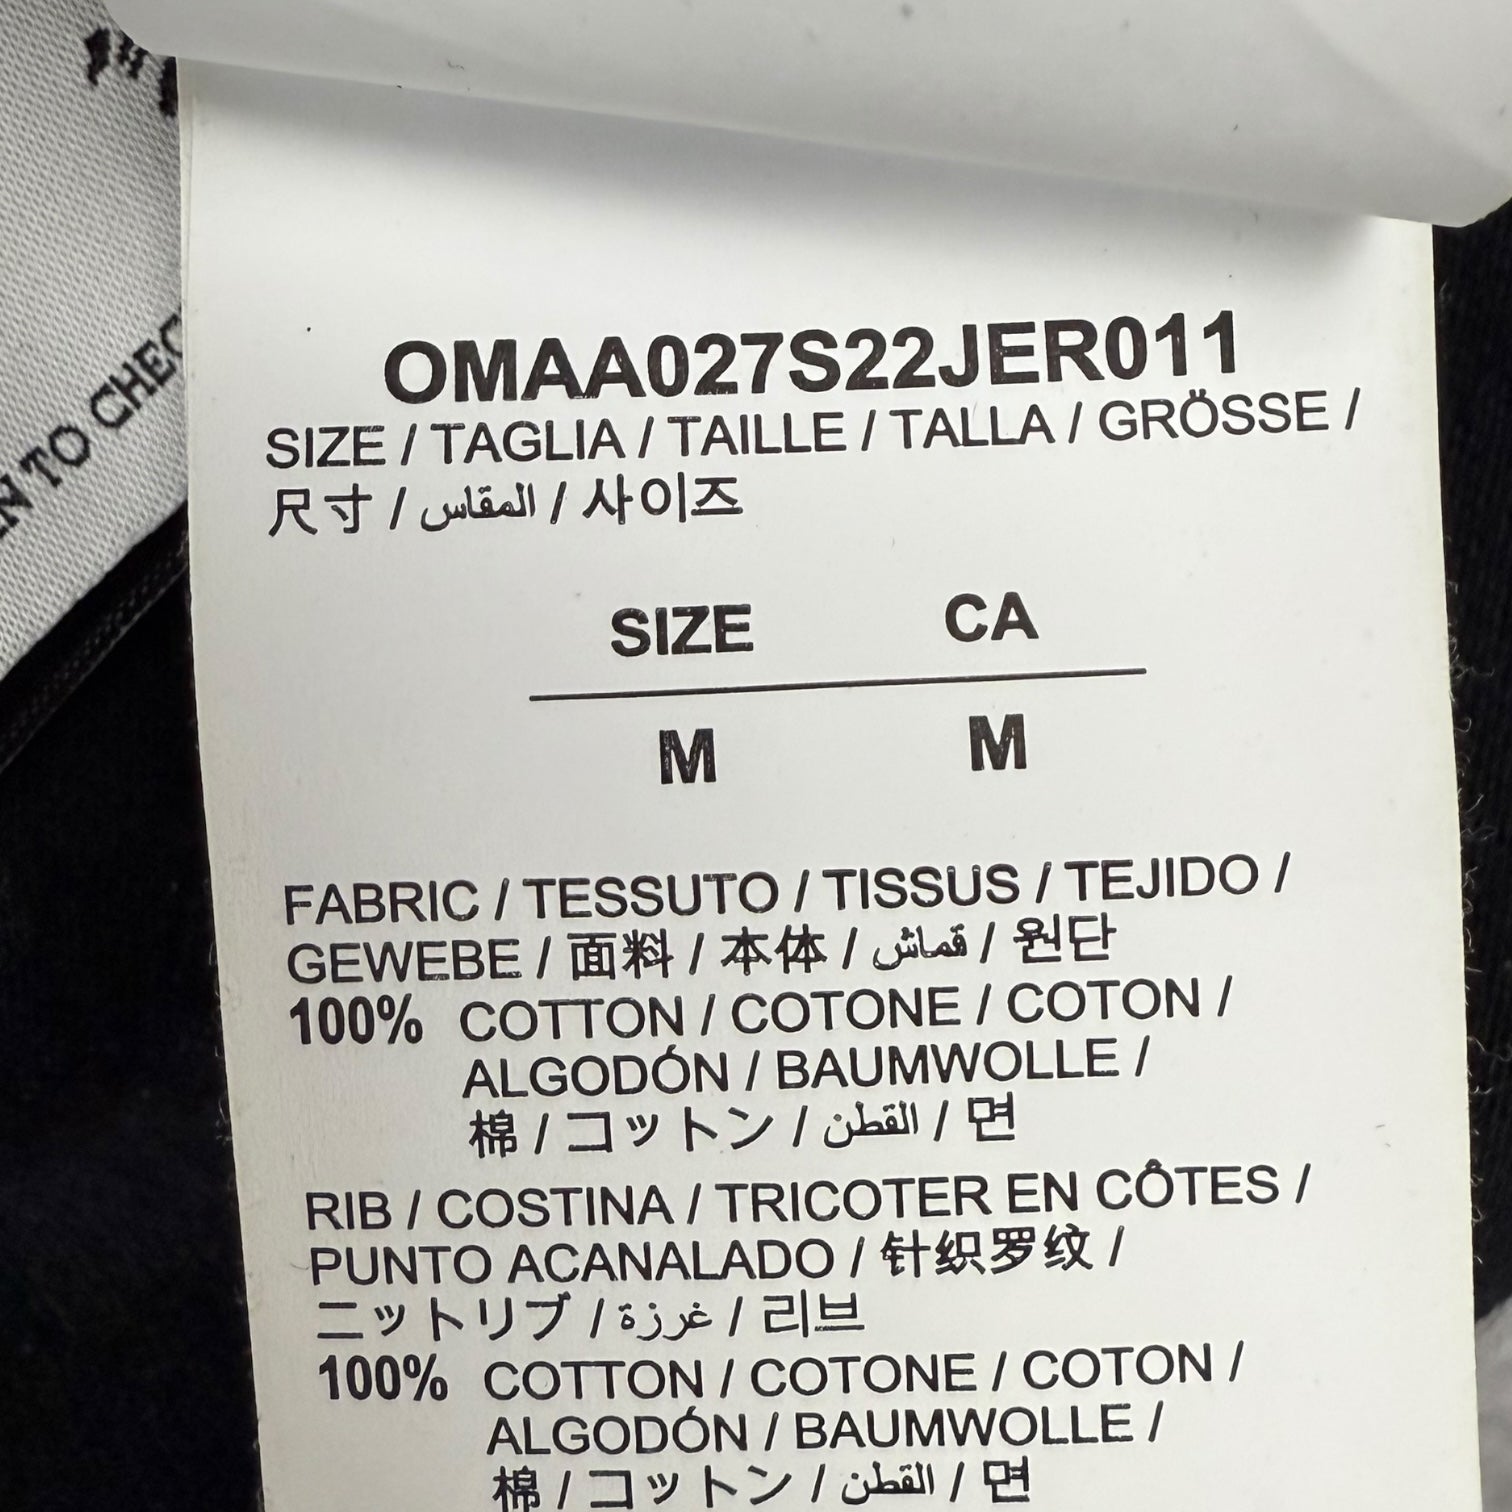 TO CHEC
OMAA027S22JER011
SIZE / TAGLIA / TAILLE / TALLA / GRÖSSE /
尺寸 / المقاس / 사이즈
SIZE CA
M M
FABRIC / TESSUTO / TISSUS / TEJIDO /
GEWEBE / 面料 / 本体 / قماش / 원단
100% COTTON / COTONE / COTON /
ALGODÓN / BAUMWOLLE /
棉 / コットン / القطن / 면
RIB / COSTINA / TRICOTER EN CÔTES /
PUNTO ACANALADO / 针织罗纹 /
ニットリブ / غرزة / 리브
100% COTTON / COTONE / COTON /
ALGODÓN / BAUMWOLLE /
棉 / コットン / القطن / 면